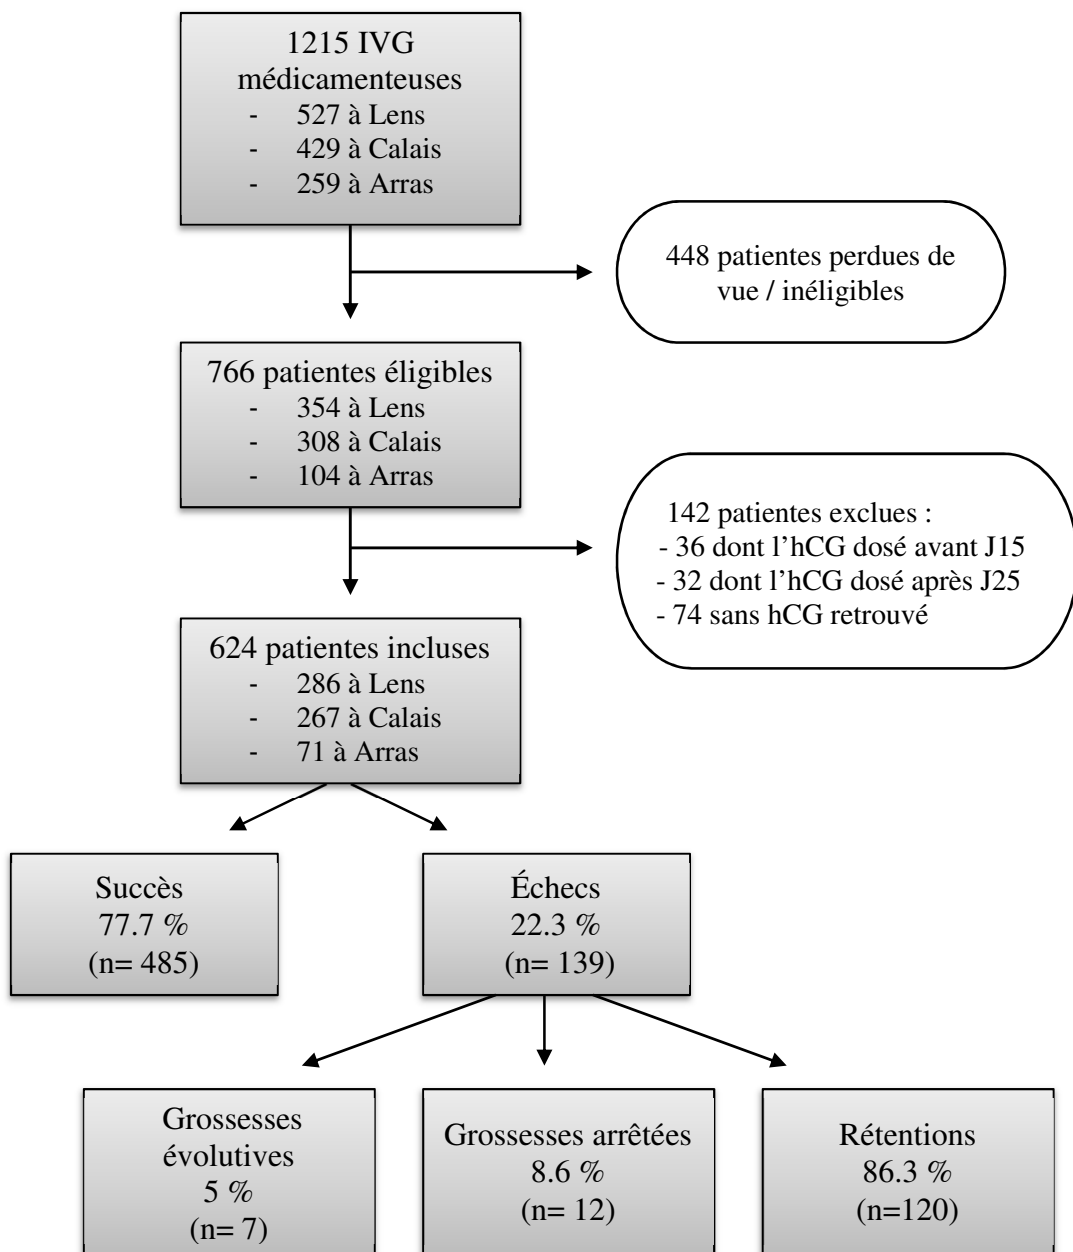 1215 IVG
médicamenteuses
- 527 à Lens
- 429 à Calais
- 259 à Arras
448 patientes perdues de
vue / inéligibles
766 patientes éligibles
- 354 à Lens
- 308 à Calais
- 104 à Arras
142 patientes exclues :
- 36 dont l’hCG dosé avant J15
- 32 dont l’hCG dosé après J25
- 74 sans hCG retrouvé
624 patientes incluses
- 286 à Lens
- 267 à Calais
- 71 à Arras
Succès
77.7 %
(n= 485)
Échecs
22.3 %
(n= 139)
Grossesses
évolutives
5 %
(n= 7)
Grossesses arrêtées
8.6 %
(n= 12)
Rétentions
86.3 %
(n=120)